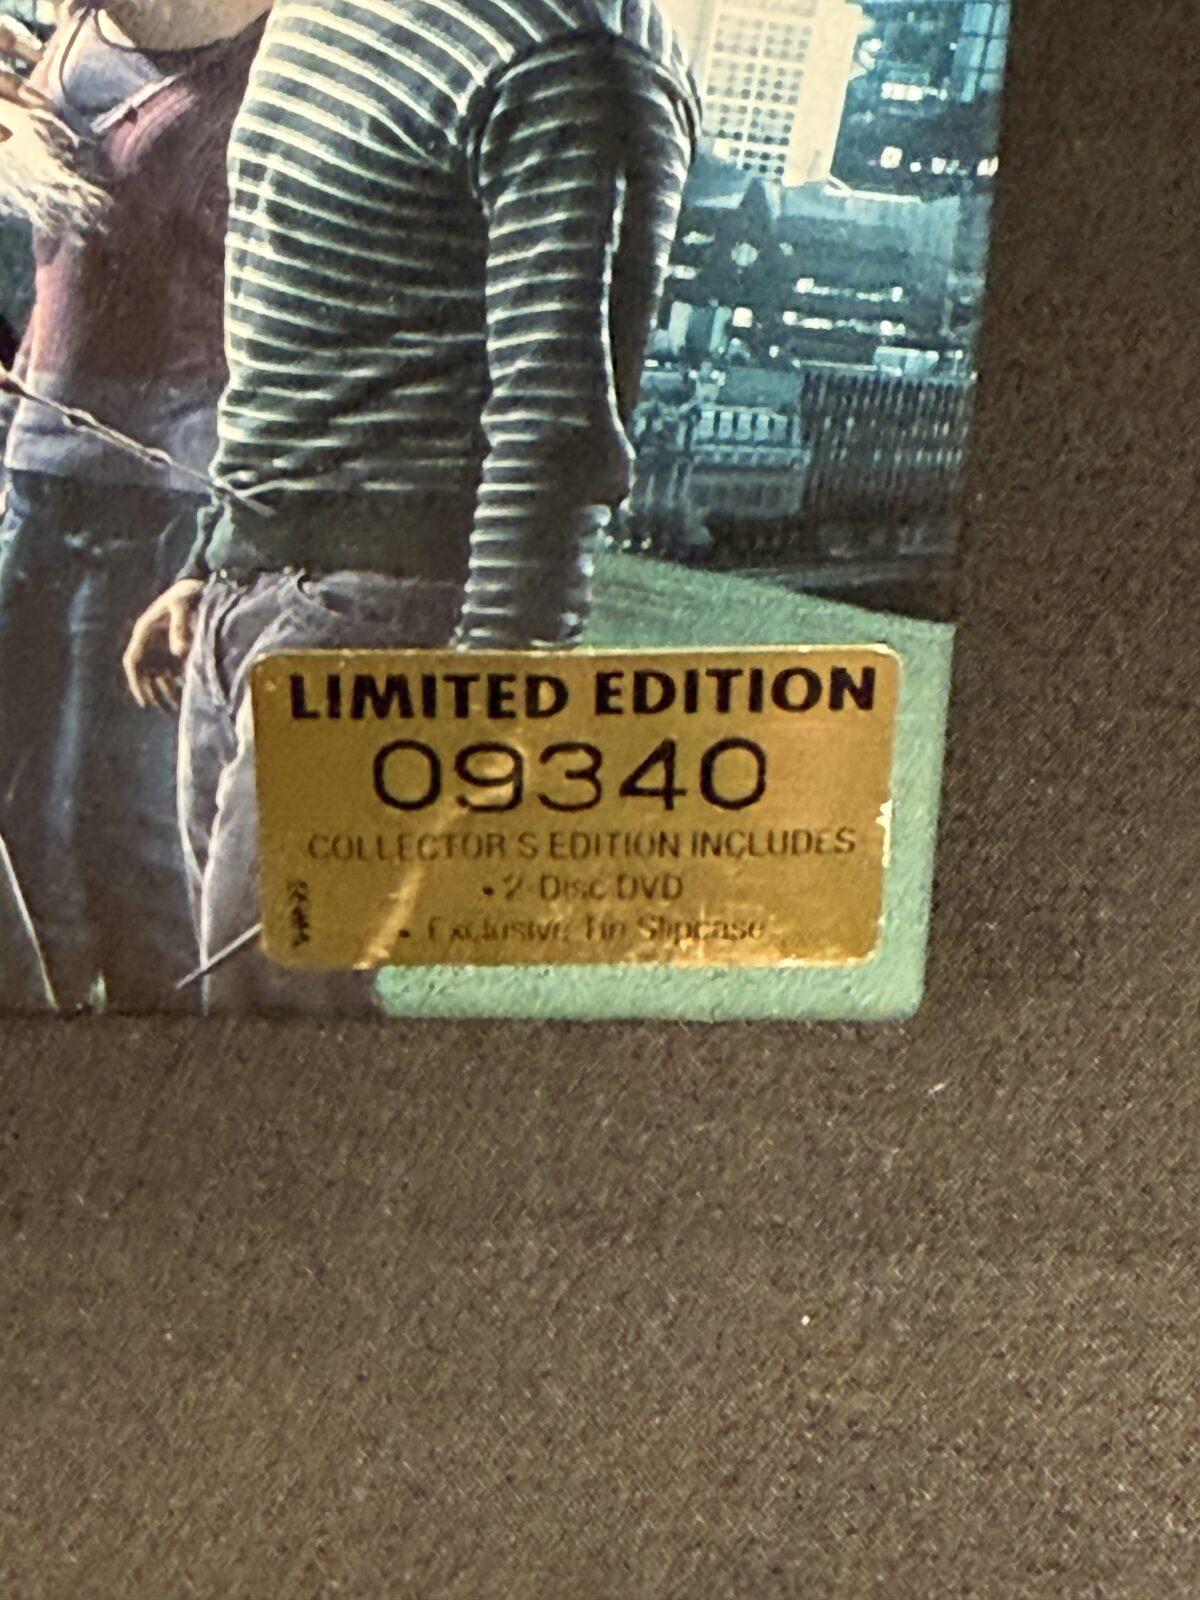 LIMITED EDITION
09340
COLLECTOR'S EDITION INCLUDES
• 2-Disc DVD
• Exclusive Tin Slipcase